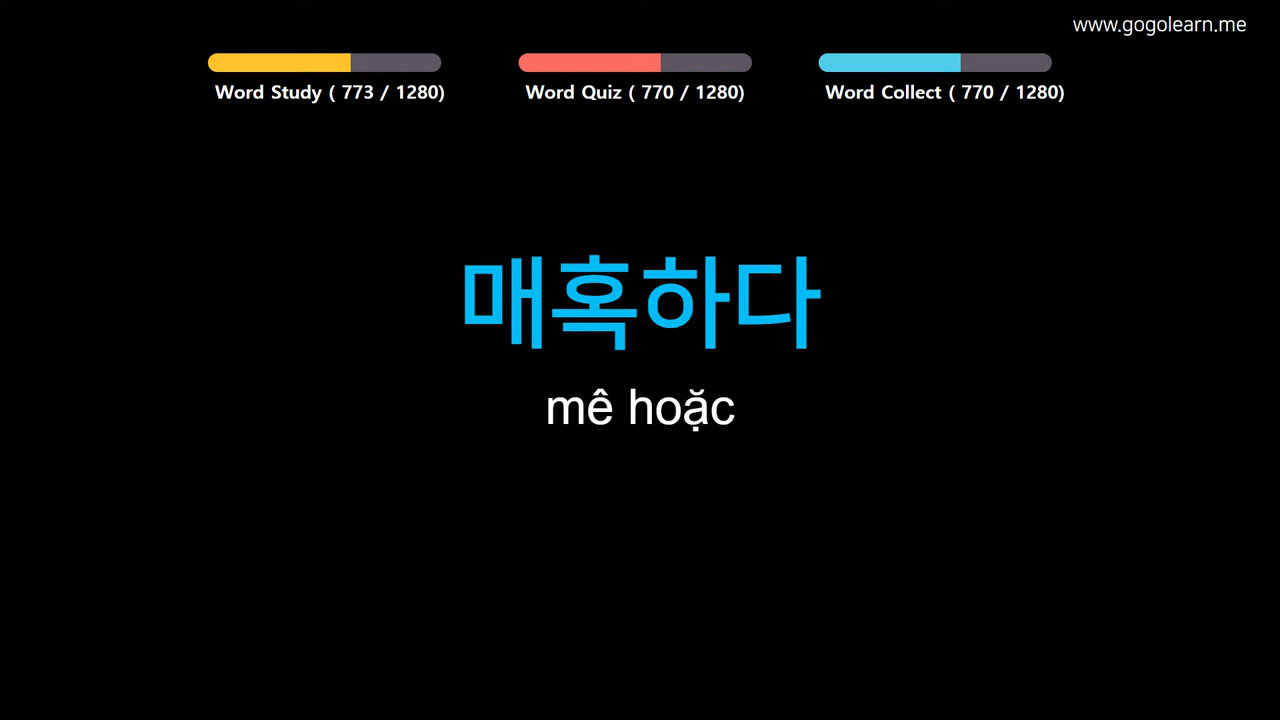 www.gogolearn.me
Word Study ( 773 / 1280)
Word Quiz ( 770 / 1280)
Word Collect ( 770 / 1280)
매혹하다
mê hoặc